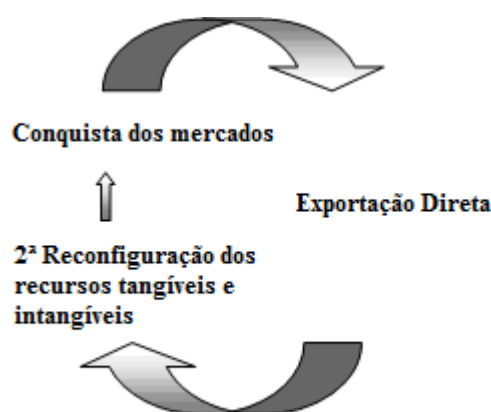 Conquista dos mercados
Exportação Direta
2ª Reconfiguração dos
recursos tangíveis e
intangíveis